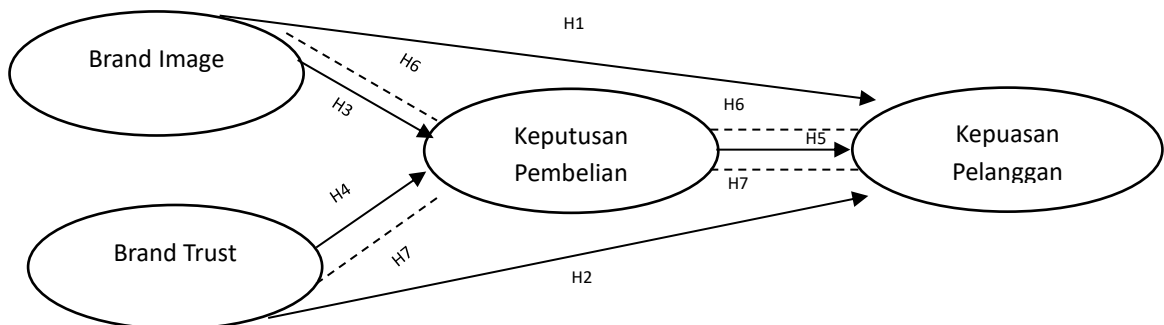 H1
Brand Image
H6
H3
H6
Keputusan
Pembelian
H5
Kepuasan
Pelanggan
H7
H4
Brand Trust
H7
H2